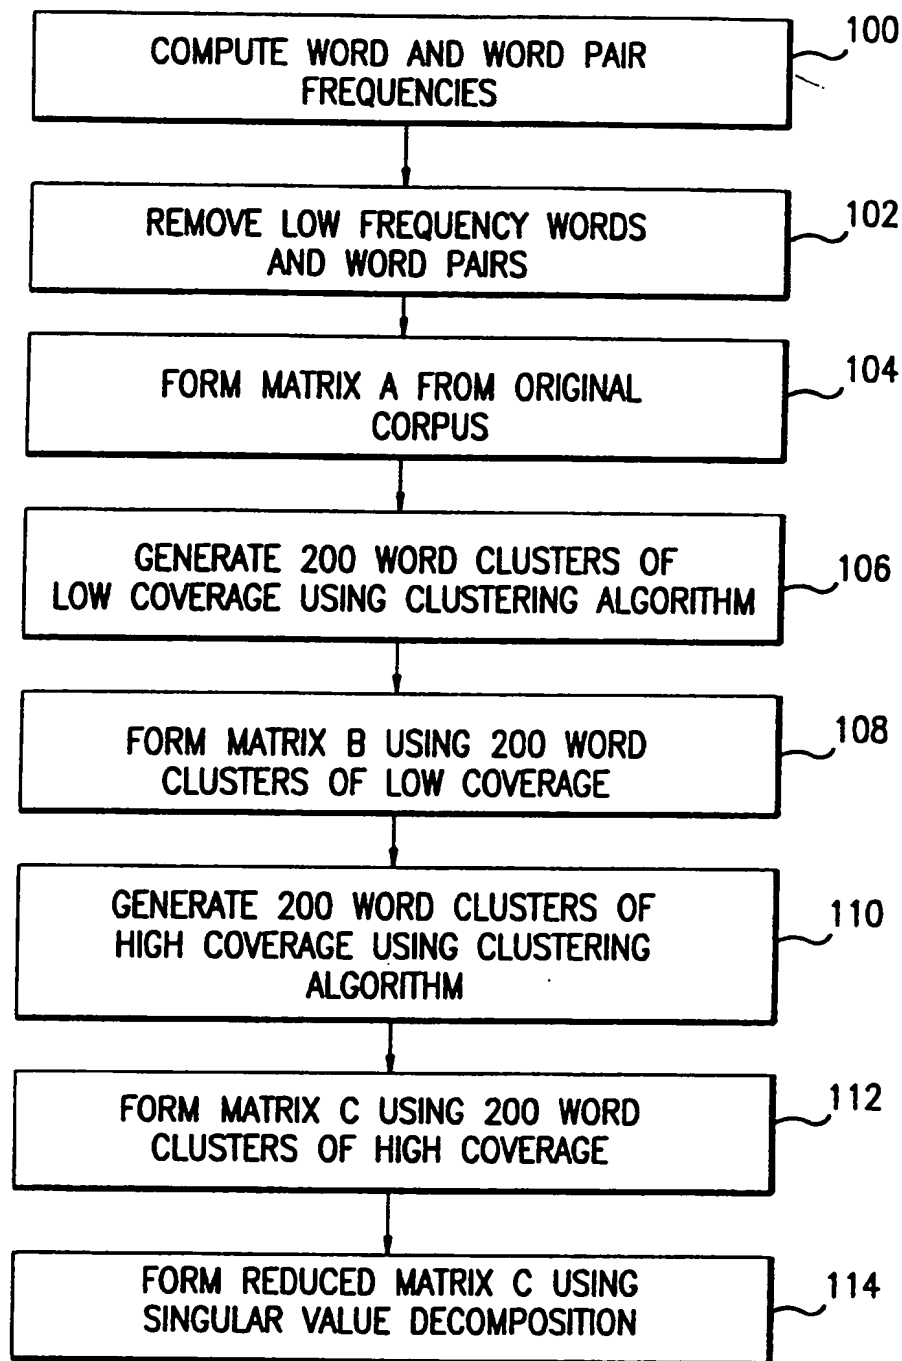 COMPUTE WORD AND WORD PAIR
FREQUENCIES
100
REMOVE LOW FREQUENCY WORDS
AND WORD PAIRS
102
FORM MATRIX A FROM ORIGINAL
CORPUS
104
GENERATE 200 WORD CLUSTERS OF
LOW COVERAGE USING CLUSTERING ALGORITHM
106
FORM MATRIX B USING 200 WORD
CLUSTERS OF LOW COVERAGE
108
GENERATE 200 WORD CLUSTERS OF
HIGH COVERAGE USING CLUSTERING
ALGORITHM
110
FORM MATRIX C USING 200 WORD
CLUSTERS OF HIGH COVERAGE
112
FORM REDUCED MATRIX C USING
SINGULAR VALUE DECOMPOSITION
114